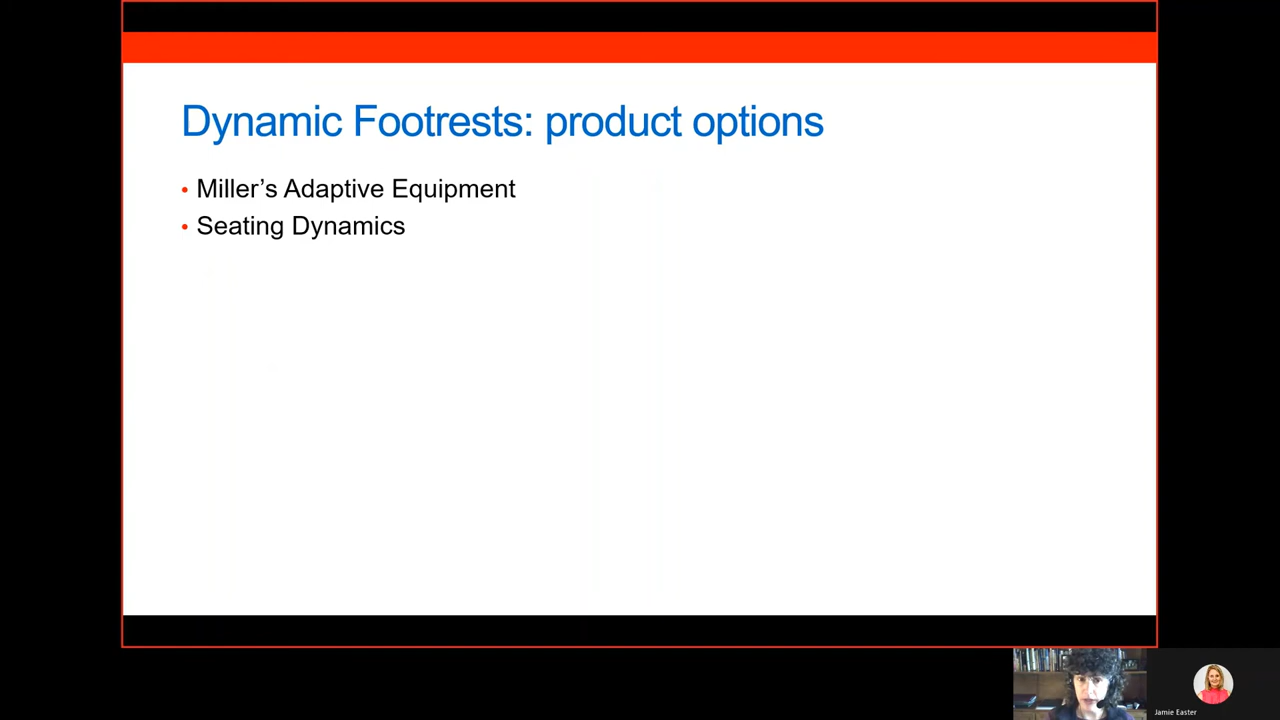 Dynamic Footrests: product options
• Miller’s Adaptive Equipment
• Seating Dynamics
Jamie Easter